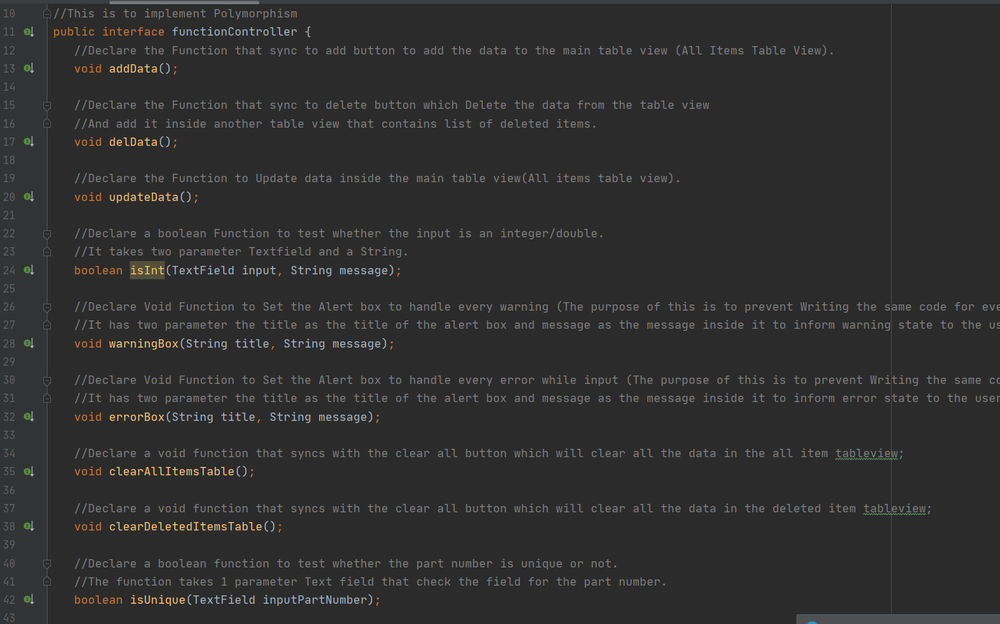 10 //This is to implement Polymorphism
11 public interface functionController {
12 //Declare the Function that sync to add button to add the data to the main table view (All Items Table View).
13 void addData();
14
15 //Declare the Function that sync to delete button which Delete the data from the table view
16 //And add it inside another table view that contains list of deleted items.
17 void delData();
18
19 //Declare the Function to Update data inside the main table view(All items table view).
20 void updateData();
21
22 //Declare a boolean Function to test whether the input is an integer/double.
23 //It takes two parameter Textfield and a String.
24 boolean isInt(TextField input, String message);
25
26 //Declare Void Function to Set the Alert box to handle every warning (The purpose of this is to prevent Writing the same code for eve
27 //It has two parameter the title as the title of the alert box and message as the message inside it to inform warning state to the us
28 void warningBox(String title, String message);
29
30 //Declare Void Function to Set the Alert box to handle every error while input (The purpose of this is to prevent Writing the same co
31 //It has two parameter the title as the title of the alert box and message as the message inside it to inform error state to the user
32 void errorBox(String title, String message);
33
34 //Declare a void function that syncs with the clear all button which will clear all the data in the all item tableview;
35 void clearAllItemsTable();
36
37 //Declare a void function that syncs with the clear all button which will clear all the data in the deleted item tableview;
38 void clearDeletedItemsTable();
39
40 //Declare a boolean function to test whether the part number is unique or not.
41 //The function takes 1 parameter Text field that check the field for the part number.
42 boolean isUnique(TextField inputPartNumber);
43